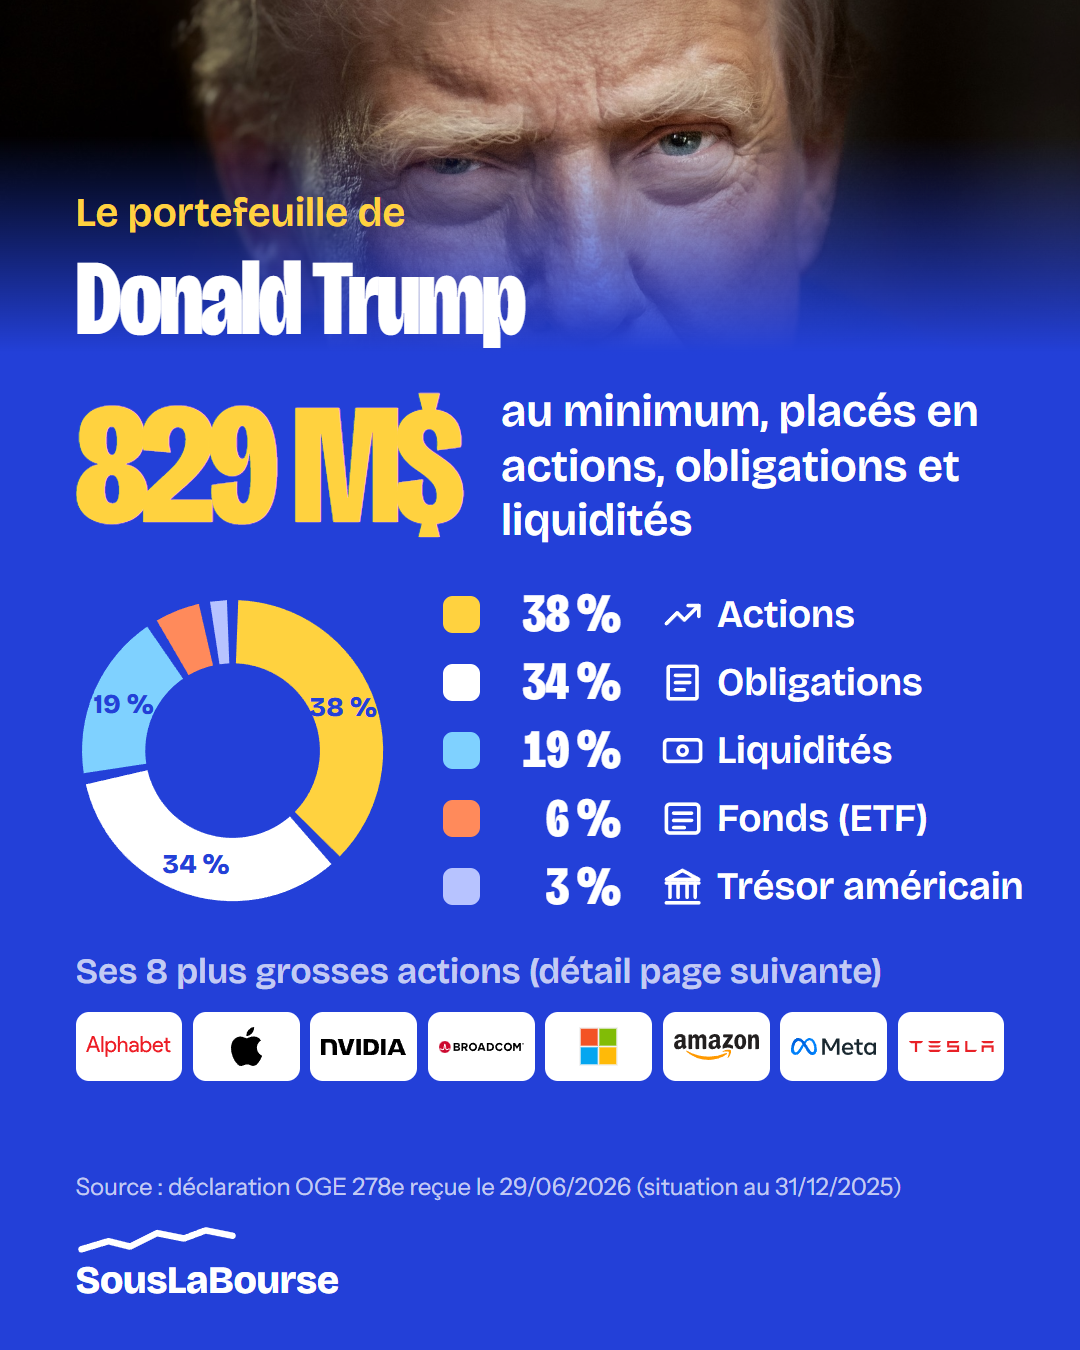 Le portefeuille de
Donald Trump
829 M$
au minimum, placés en
actions, obligations et
liquidités
19 %
38 %
34 %
38 % Actions
34 % Obligations
19 % Liquidités
6 % Fonds (ETF)
3 % Trésor américain
Ses 8 plus grosses actions (détail page suivante)
Alphabet
NVIDIA
BROADCOM
amazon
Meta
TESLA
Source : déclaration OGE 278e reçue le 29/06/2026 (situation au 31/12/2025)
SousLaBourse